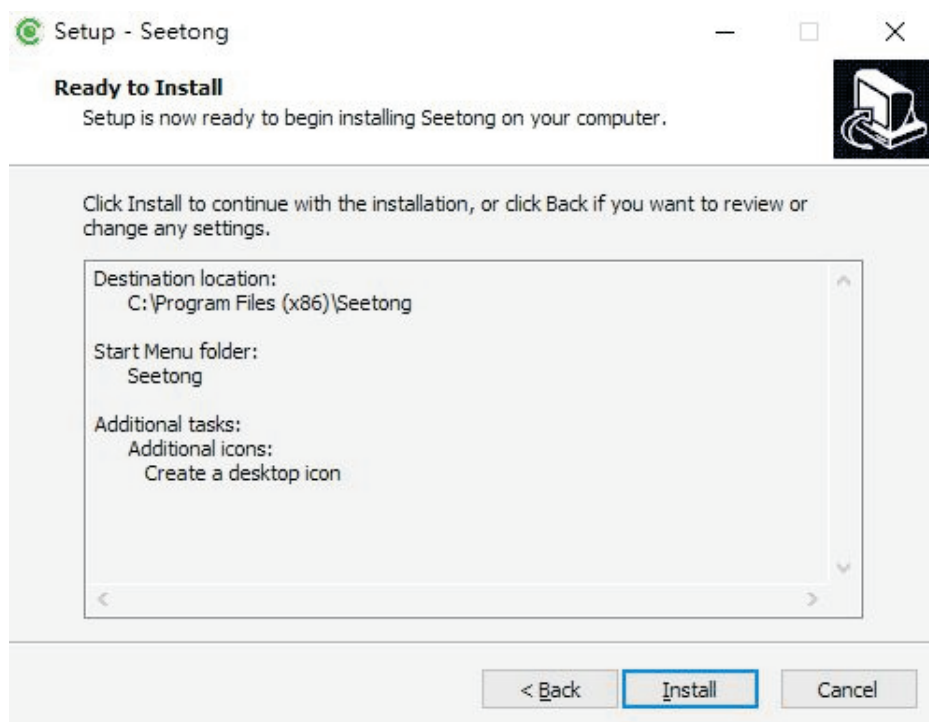 Setup - Seetong
Ready to Install
Setup is now ready to begin installing Seetong on your computer.
Click Install to continue with the installation, or click Back if you want to review or
change any settings.
Destination location:
C:\Program Files (x86)\Seetong
Start Menu folder:
Seetong
Additional tasks:
Additional icons:
Create a desktop icon
< Back
Install
Cancel